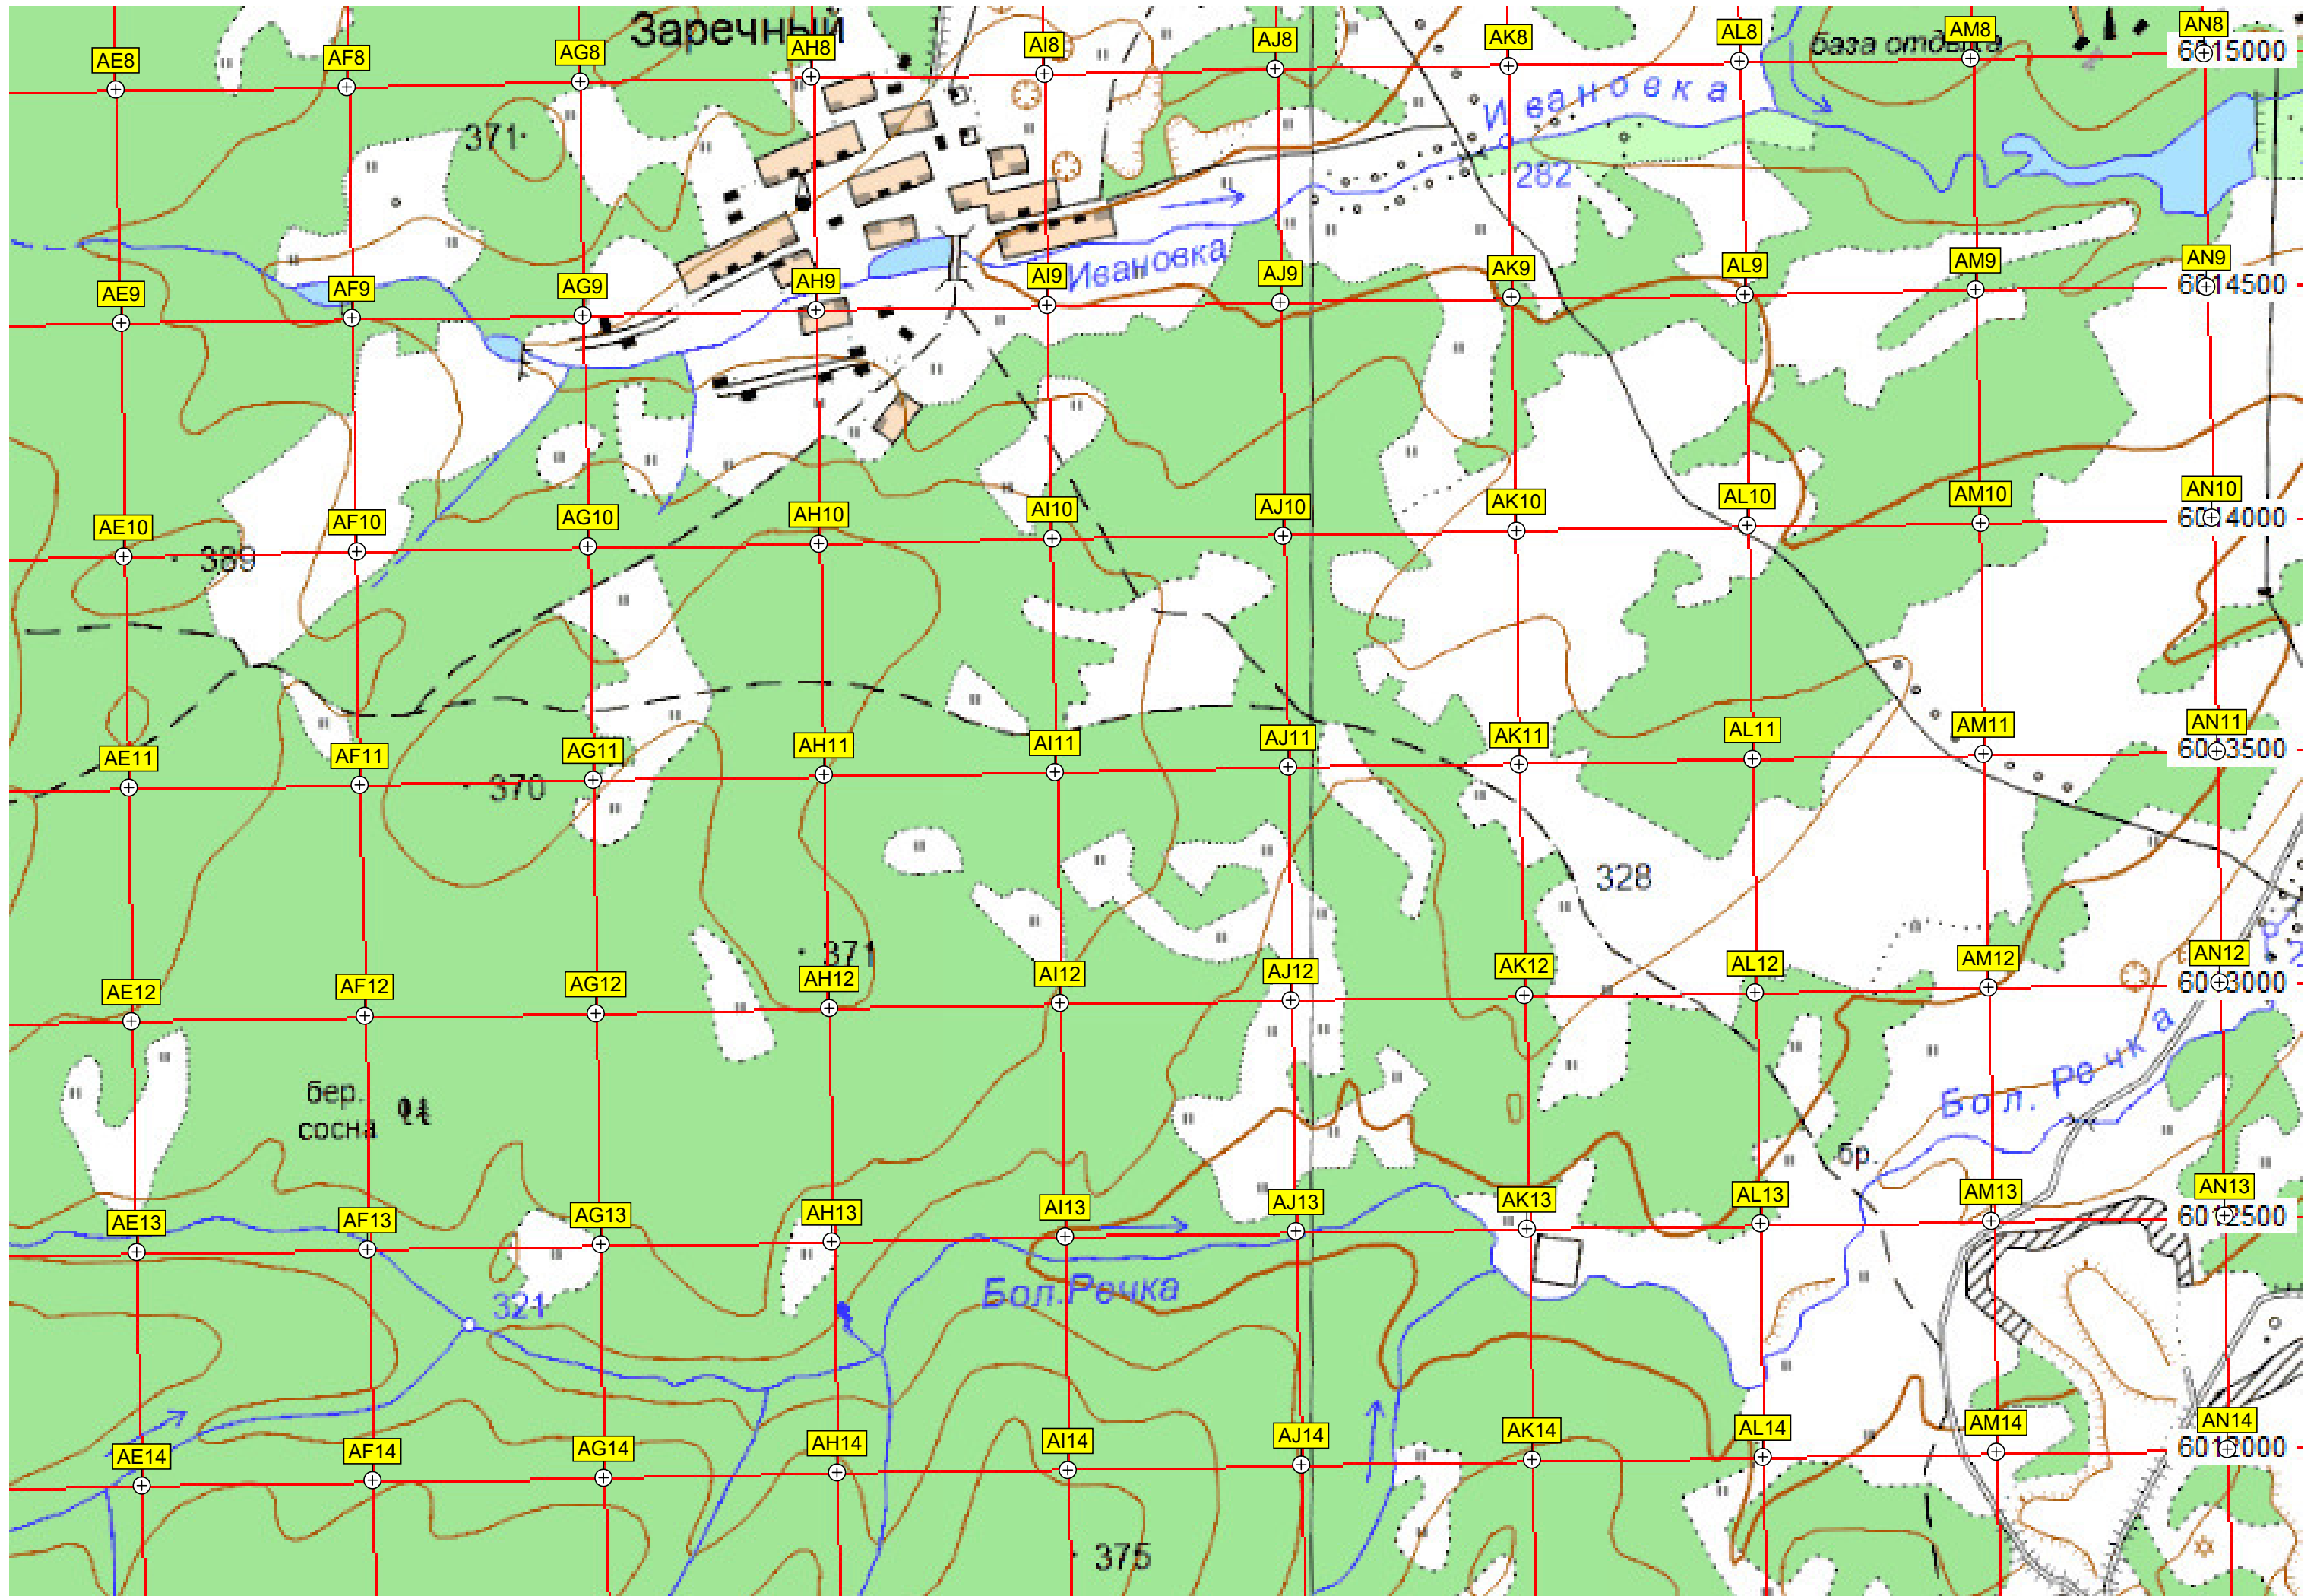 Заречный
база отдыха
AE8 AF8 AG8 AH8 AI8 AJ8 AK8 AL8 AM8 AN8
6015000
Ивановка
282
371
Ивановка
AE9 AF9 AG9 AH9 AI9 AJ9 AK9 AL9 AM9 AN9
6014500
AE10 AF10 AG10 AH10 AI10 AJ10 AK10 AL10 AM10 AN10
6014000
389
AE11 AF11 AG11 AH11 AI11 AJ11 AK11 AL11 AM11 AN11
6013500
370
328
371
AE12 AF12 AG12 AH12 AI12 AJ12 AK12 AL12 AM12 AN12
6013000
Бол. Речка
бер.
сосна
бр.
AE13 AF13 AG13 AH13 AI13 AJ13 AK13 AL13 AM13 AN13
6012500
321
Бол.Речка
AE14 AF14 AG14 AH14 AI14 AJ14 AK14 AL14 AM14 AN14
6012000
375